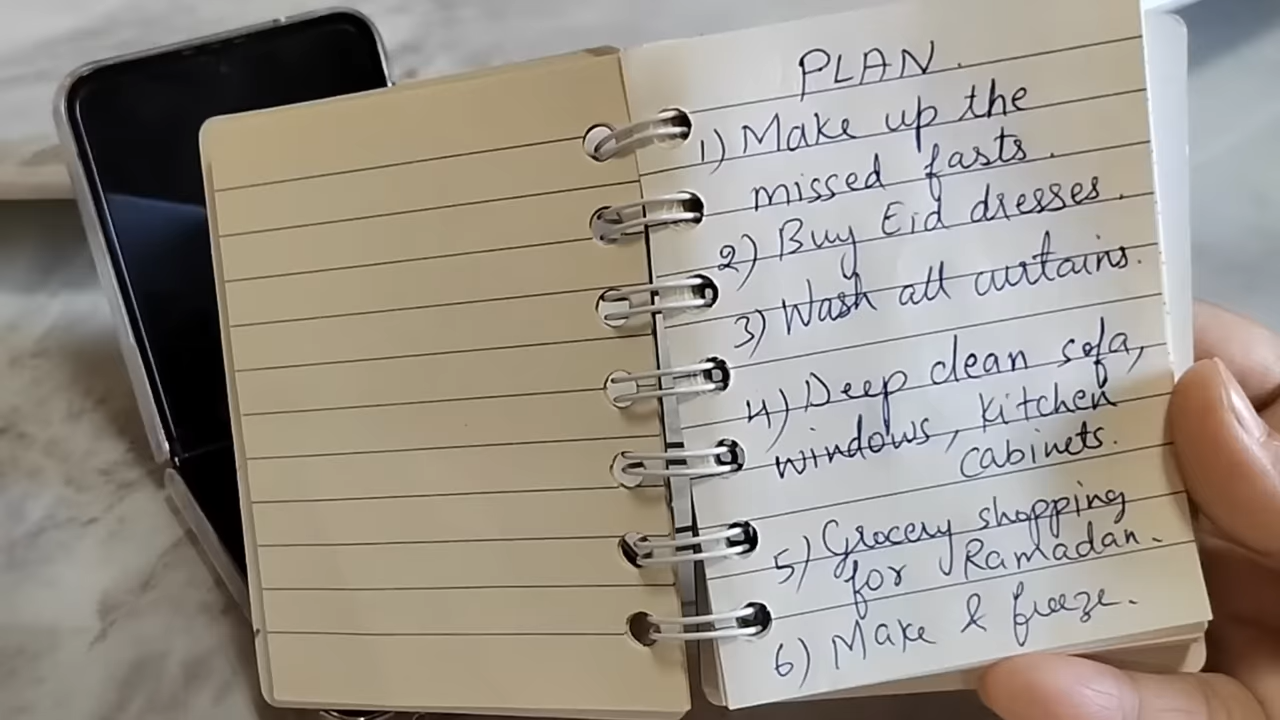 PLAN.
1) Make up the
missed fasts.
2) Buy Eid dresses.
3) Wash all curtains.
4) Deep clean sofa,
windows, kitchen
cabinets.
5) Grocery shopping
for Ramadan.
6) Make & freeze.